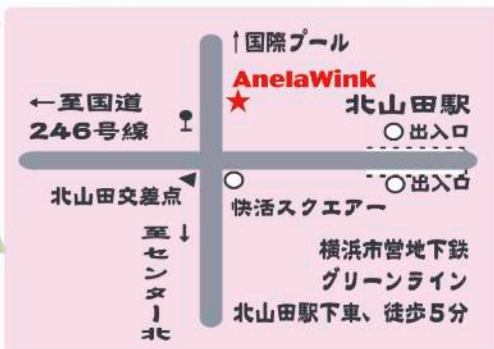 ↑国際プール
AnelaWink
←至国道
246号線
北山田駅
出入口
出入口
北山田交差点
快活スクエアー
至センター北↓
横浜市営地下鉄
グリーンライン
北山田駅下車、徒歩5分